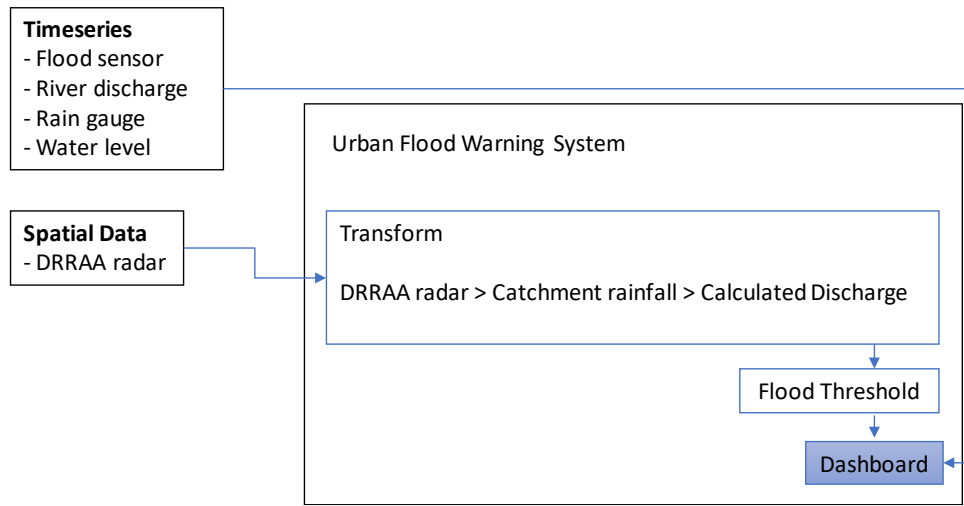 Timeseries
- Flood sensor
- River discharge
- Rain gauge
- Water level
Urban Flood Warning System
Spatial Data
- DRRAA radar
Transform
DRRAA radar > Catchment rainfall > Calculated Discharge
Flood Threshold
Dashboard